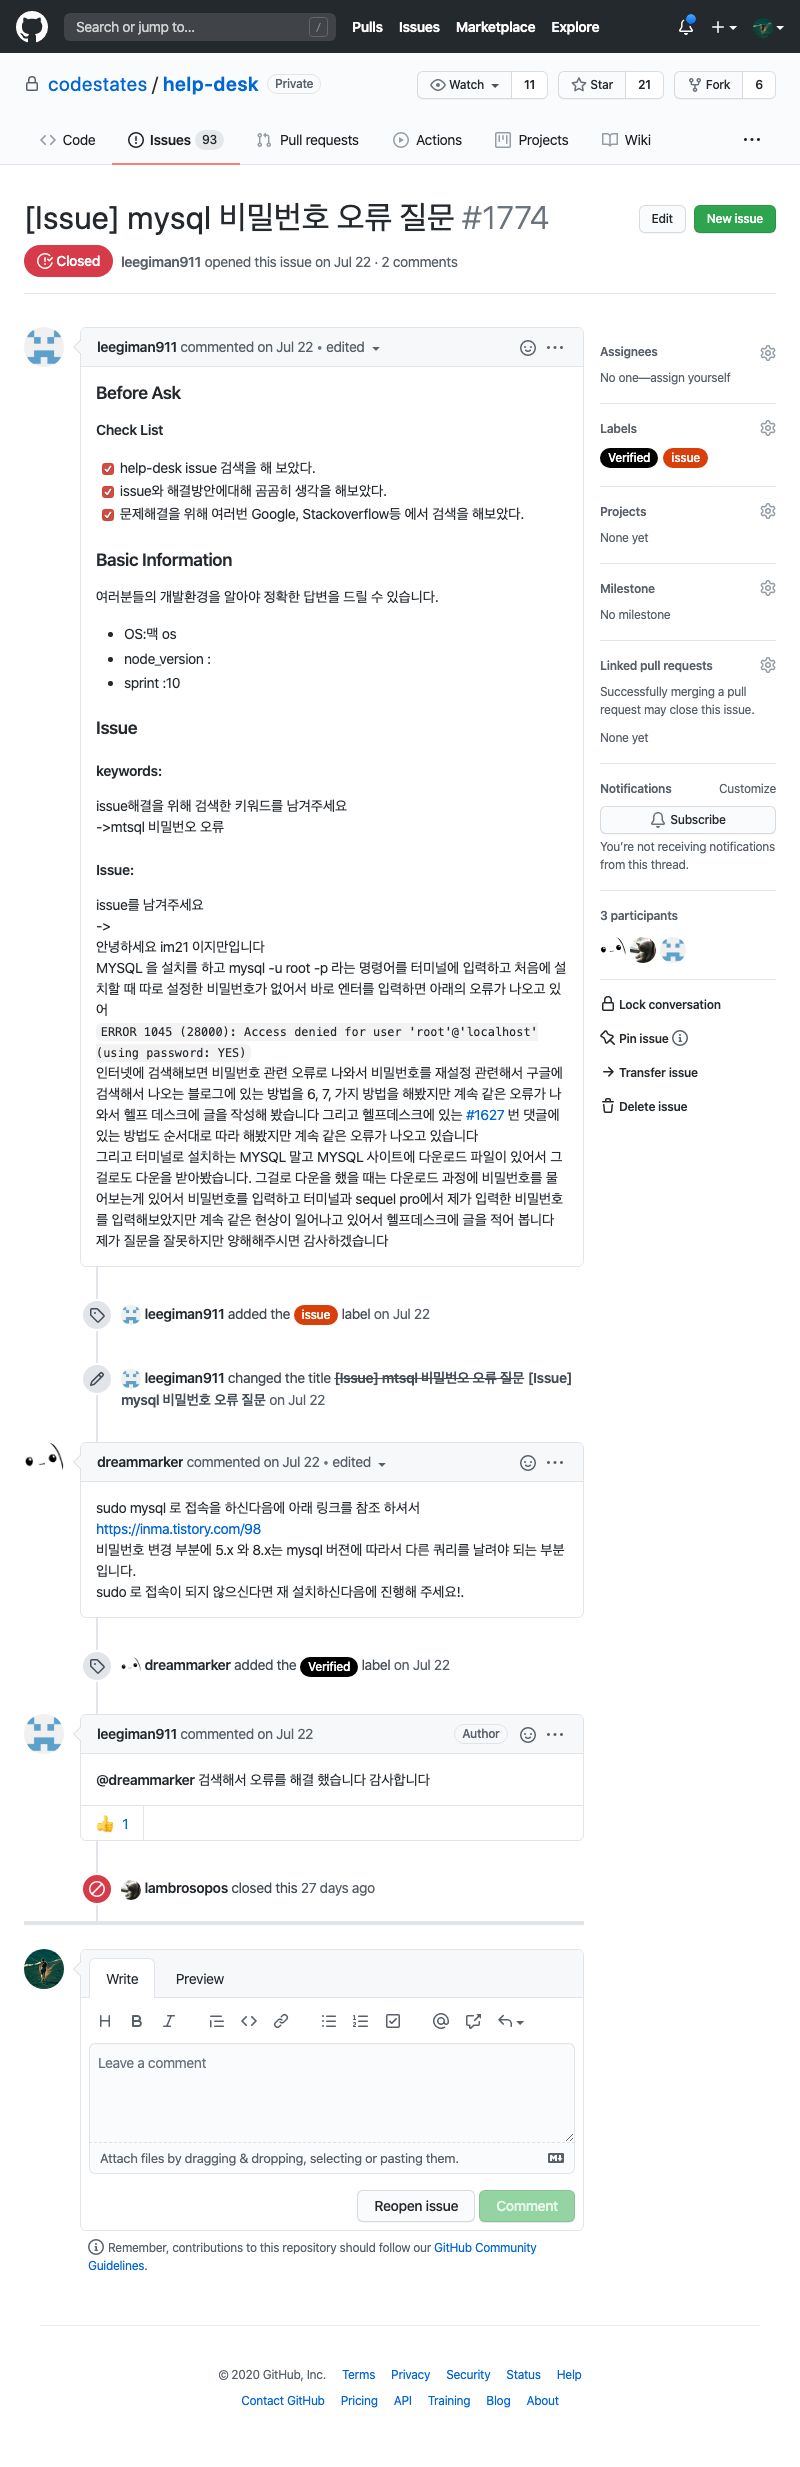 Search or jump to... /
Pulls Issues Marketplace Explore
codestates / help-desk Private
Watch 11 Star 21 Fork 6
Code Issues 93 Pull requests Actions Projects Wiki
[Issue] mysql 비밀번호 오류 질문 #1774
Edit New issue
Closed leegiman911 opened this issue on Jul 22 · 2 comments
leegiman911 commented on Jul 22 • edited
Before Ask
Check List
help-desk issue 검색을 해 보았다.
issue와 해결방안에대해 곰곰히 생각을 해보았다.
문제해결을 위해 여러번 Google, Stackoverflow등 에서 검색을 해보았다.
Basic Information
여러분들의 개발환경을 알아야 정확한 답변을 드릴 수 있습니다.
• OS:맥 os
• node_version :
• sprint :10
Issue
keywords:
issue해결을 위해 검색한 키워드를 남겨주세요
->mtsql 비밀번오 오류
Issue:
issue를 남겨주세요
->
안녕하세요 im21 이지만입니다
MYSQL 을 설치를 하고 mysql -u root -p 라는 명령어를 터미널에 입력하고 처음에 설
치할 때 따로 설정한 비밀번호가 없어서 바로 엔터를 입력하면 아래의 오류가 나오고 있
어
ERROR 1045 (28000): Access denied for user 'root'@'localhost'
(using password: YES)
인터넷에 검색해보면 비밀번호 관련 오류로 나와서 비밀번호를 재설정 관련해서 구글에
검색해서 나오는 블로그에 있는 방법을 6, 7, 가지 방법을 해봤지만 계속 같은 오류가 나
와서 헬프 데스크에 글을 작성해 봤습니다 그리고 헬프데스크에 있는 #1627 번 댓글에
있는 방법도 순서대로 따라 해봤지만 계속 같은 오류가 나오고 있습니다
그리고 터미널로 설치하는 MYSQL 말고 MYSQL 사이트에 다운로드 파일이 있어서 그
걸로도 다운을 받아봤습니다. 그걸로 다운을 했을 때는 다운로드 과정에 비밀번호를 물
어보는게 있어서 비밀번호를 입력하고 터미널과 sequel pro에서 제가 입력한 비밀번호
를 입력해보았지만 계속 같은 현상이 일어나고 있어서 헬프데스크에 글을 적어 봅니다
제가 질문을 잘못하지만 양해해주시면 감사하겠습니다
leegiman911 added the issue label on Jul 22
leegiman911 changed the title [Issue] mtsql 비밀번오 오류 질문 [Issue]
mysql 비밀번호 오류 질문 on Jul 22
dreammarker commented on Jul 22 • edited
sudo mysql 로 접속을 하신다음에 아래 링크를 참조 하셔서
https://inma.tistory.com/98
비밀번호 변경 부분에 5.x 와 8.x는 mysql 버젼에 따라서 다른 쿼리를 날려야 되는 부분
입니다.
sudo 로 접속이 되지 않으신다면 재 설치하신다음에 진행해 주세요!.
dreammarker added the Verified label on Jul 22
leegiman911 commented on Jul 22 Author
@dreammarker 검색해서 오류를 해결 했습니다 감사합니다
👍 1
lambrosopos closed this 27 days ago
Assignees
No one—assign yourself
Labels
Verified issue
Projects
None yet
Milestone
No milestone
Linked pull requests
Successfully merging a pull
request may close this issue.
None yet
Notifications Customize
Subscribe
You're not receiving notifications
from this thread.
3 participants
Lock conversation
Pin issue
Transfer issue
Delete issue
Write Preview
Leave a comment
Attach files by dragging & dropping, selecting or pasting them.
Reopen issue Comment
Remember, contributions to this repository should follow our GitHub Community
Guidelines.
© 2020 GitHub, Inc. Terms Privacy Security Status Help
Contact GitHub Pricing API Training Blog About